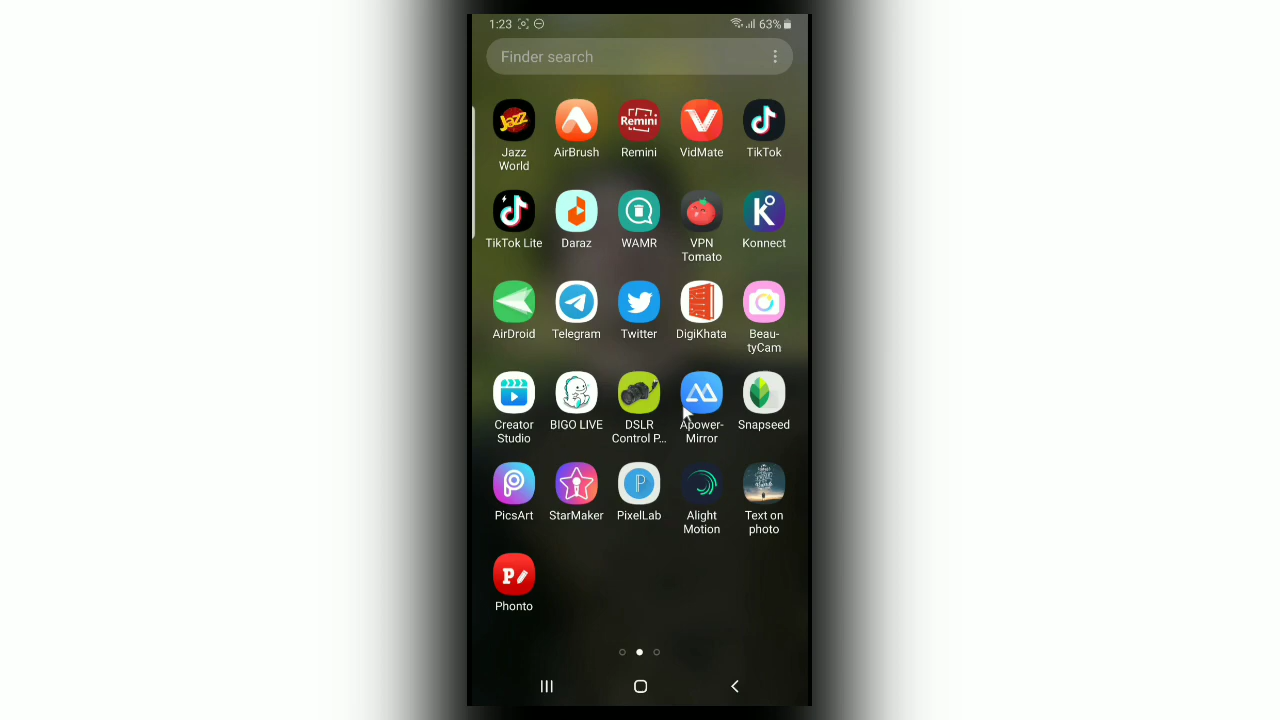 1:23
63%
Finder search
Jazz
Jazz
World
AirBrush
Remini
Remini
VidMate
TikTok
TikTok Lite
Daraz
WAMR
VPN
Tomato
Konnect
AirDroid
Telegram
Twitter
DigiKhata
Beau-
tyCam
Creator
Studio
BIGO LIVE
DSLR
Control P...
Apower-
Mirror
Snapseed
PicsArt
StarMaker
PixelLab
Alight
Motion
Text on
photo
Phonto